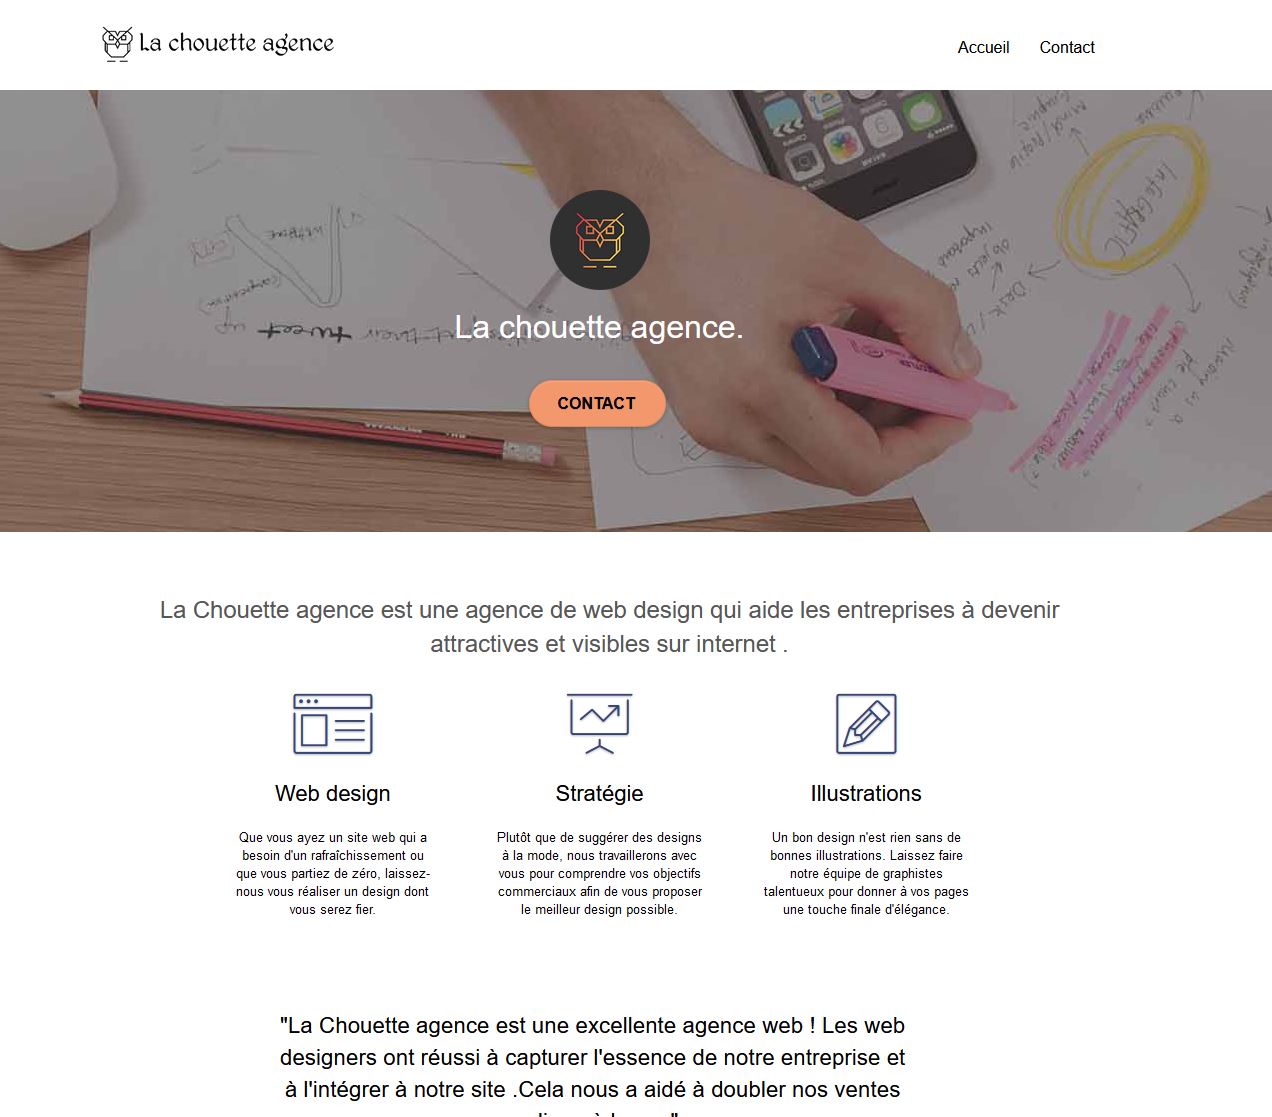 La chouette agence
Accueil Contact
INFOGRAFTIC
tweet
La chouette agence.
CONTACT
La Chouette agence est une agence de web design qui aide les entreprises à devenir
attractives et visibles sur internet .
Web design
Que vous ayez un site web qui a
besoin d'un rafraîchissement ou
que vous partiez de zéro, laissez-
nous vous réaliser un design dont
vous serez fier.
Stratégie
Plutôt que de suggérer des designs
à la mode, nous travaillerons avec
vous pour comprendre vos objectifs
commerciaux afin de vous proposer
le meilleur design possible.
Illustrations
Un bon design n'est rien sans de
bonnes illustrations. Laissez faire
notre équipe de graphistes
talentueux pour donner à vos pages
une touche finale d'élégance.
"La Chouette agence est une excellente agence web ! Les web
designers ont réussi à capturer l'essence de notre entreprise et
à l'intégrer à notre site .Cela nous a aidé à doubler nos ventes